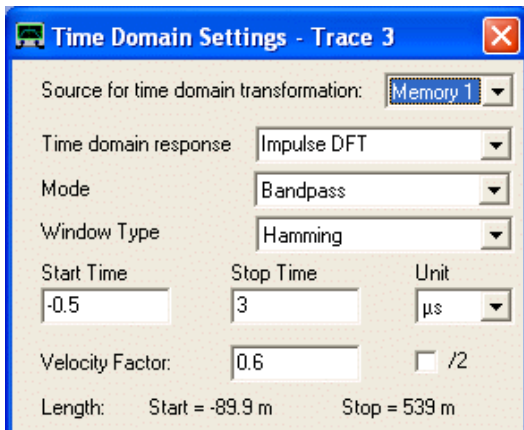 Time Domain Settings - Trace 3
Source for time domain transformation: Memory 1
Time domain response Impulse DFT
Mode Bandpass
Window Type Hamming
Start Time Stop Time Unit
-0.5 3 µs
Velocity Factor: 0.6 /2
Length: Start = -89.9 m Stop = 539 m